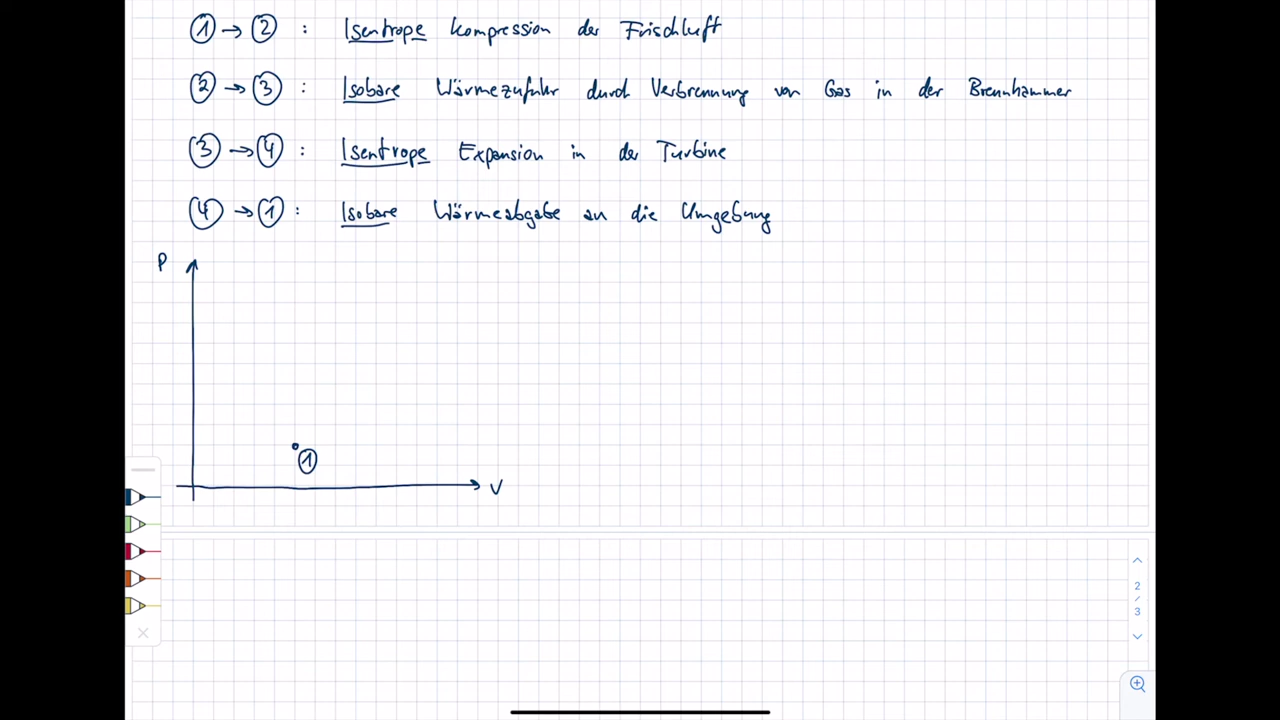 ① → ② : Isentrope Kompression der Frischluft
② → ③ : Isobare Wärmezufuhr durch Verbrennung von Gas in der Brennkammer
③ → ④ : Isentrope Expansion in der Turbine
④ → ① : Isobare Wärmeabgabe an die Umgebung
P
①
V
2
/
3